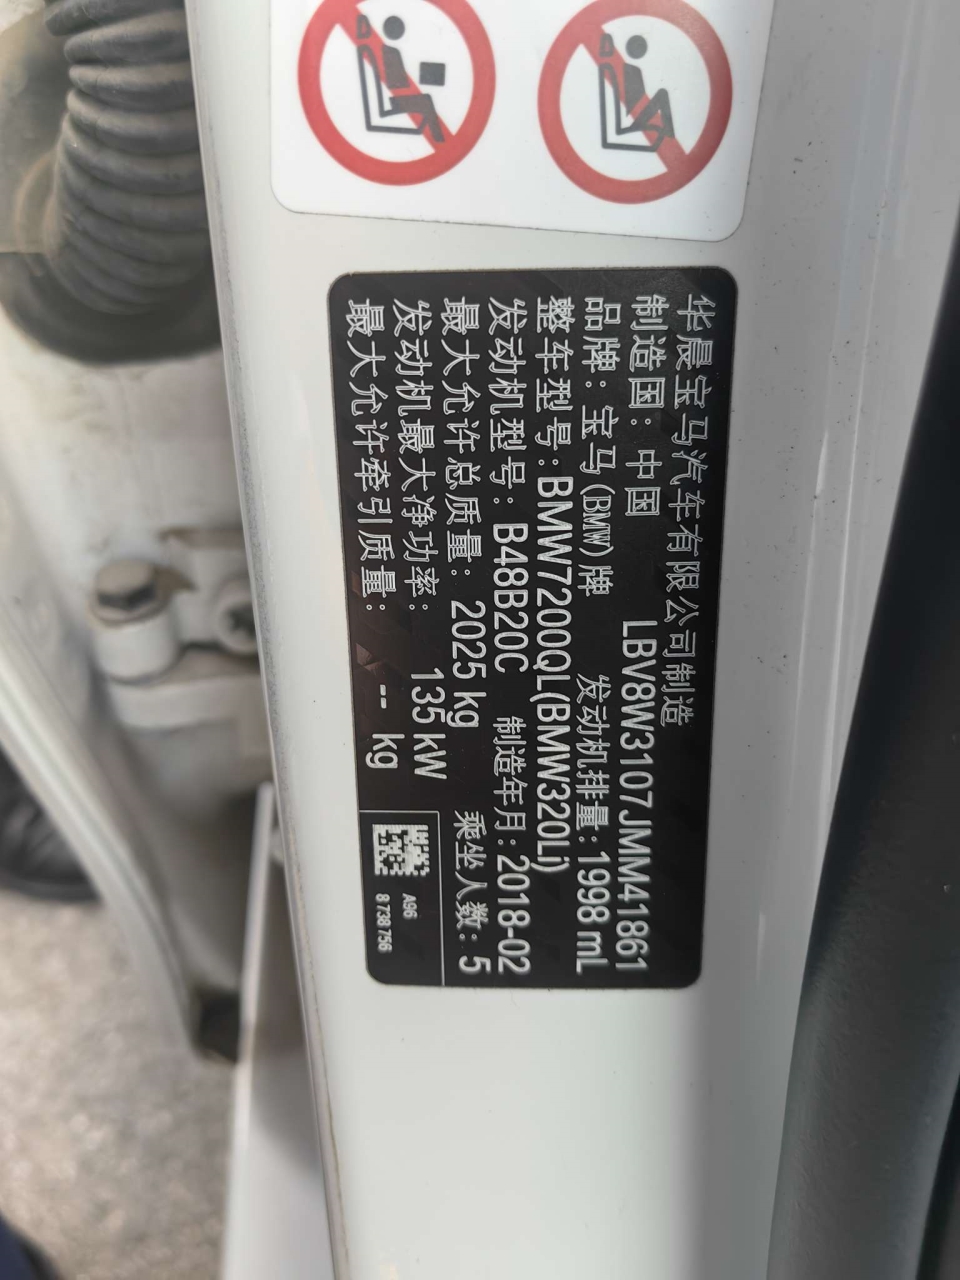 华晨宝马汽车有限公司制造
制造国: 中国 LBV8W3107JMM41861
品牌: 宝马(BMW)牌 发动机排量: 1998 mL
整车型号: BMW7200QL(BMW320Li)
发动机型号: B48B20C 制造年月: 2018-02
最大允许总质量: 2025 kg 乘坐人数: 5
发动机最大净功率: 135 kW
最大允许牵引质量: -- kg
A96
8 738 756